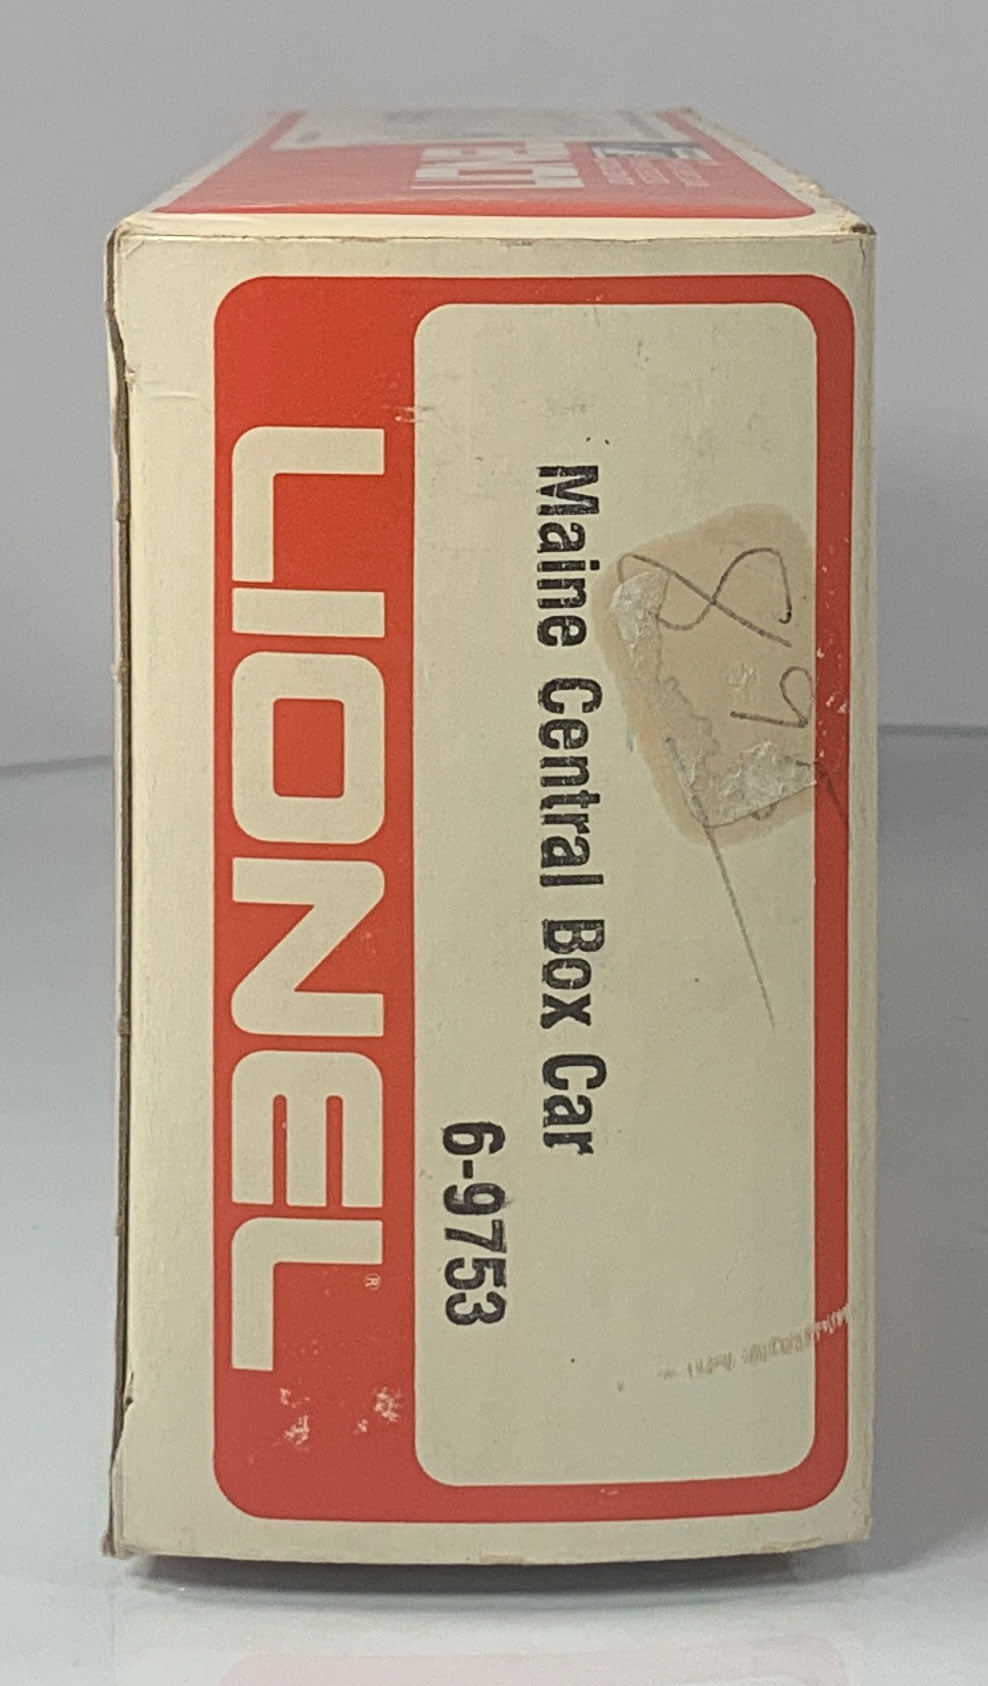 Maine Central Box Car
6-9753
LIONEL®